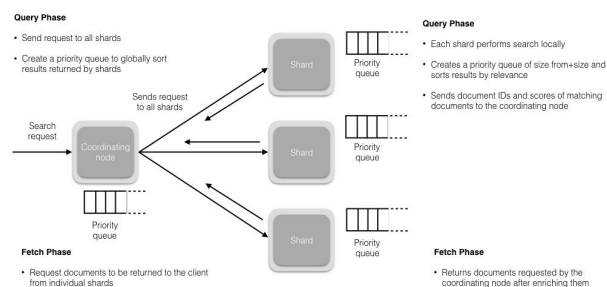 Query Phase
• Send request to all shards
• Create a priority queue to globally sort
results returned by shards
Search
request
Coordinating
node
Priority
queue
Sends request
to all shards
Shard
Priority
queue
Shard
Priority
queue
Shard
Priority
queue
Query Phase
• Each shard performs search locally
• Creates a priority queue of size from+size and
sorts results by relevance
• Sends document IDs and scores of matching
documents to the coordinating node
Fetch Phase
• Request documents to be returned to the client
from individual shards
Fetch Phase
• Returns documents requested by the
coordinating node after enriching them